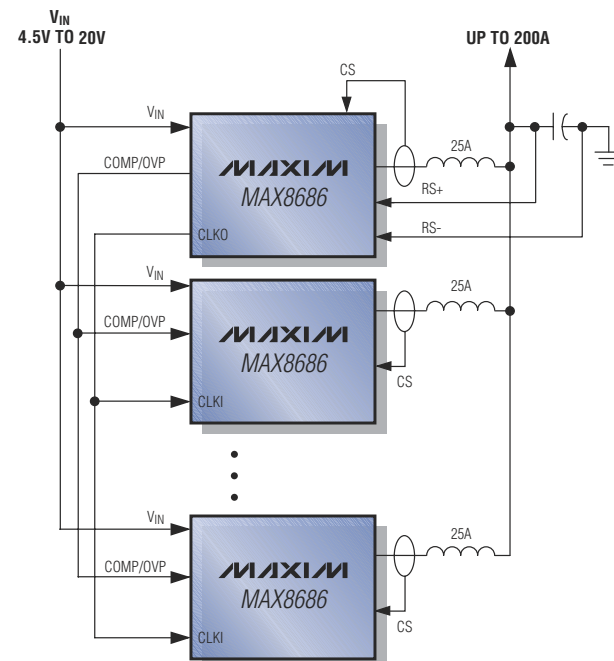 VIN
4.5V TO 20V
UP TO 200A
CS
VIN
25A
COMP/OVP
MAXIM
MAX8686
RS+
RS-
CLKO
VIN
25A
COMP/OVP
MAXIM
MAX8686
CS
CLKI
VIN
25A
COMP/OVP
MAXIM
MAX8686
CS
CLKI